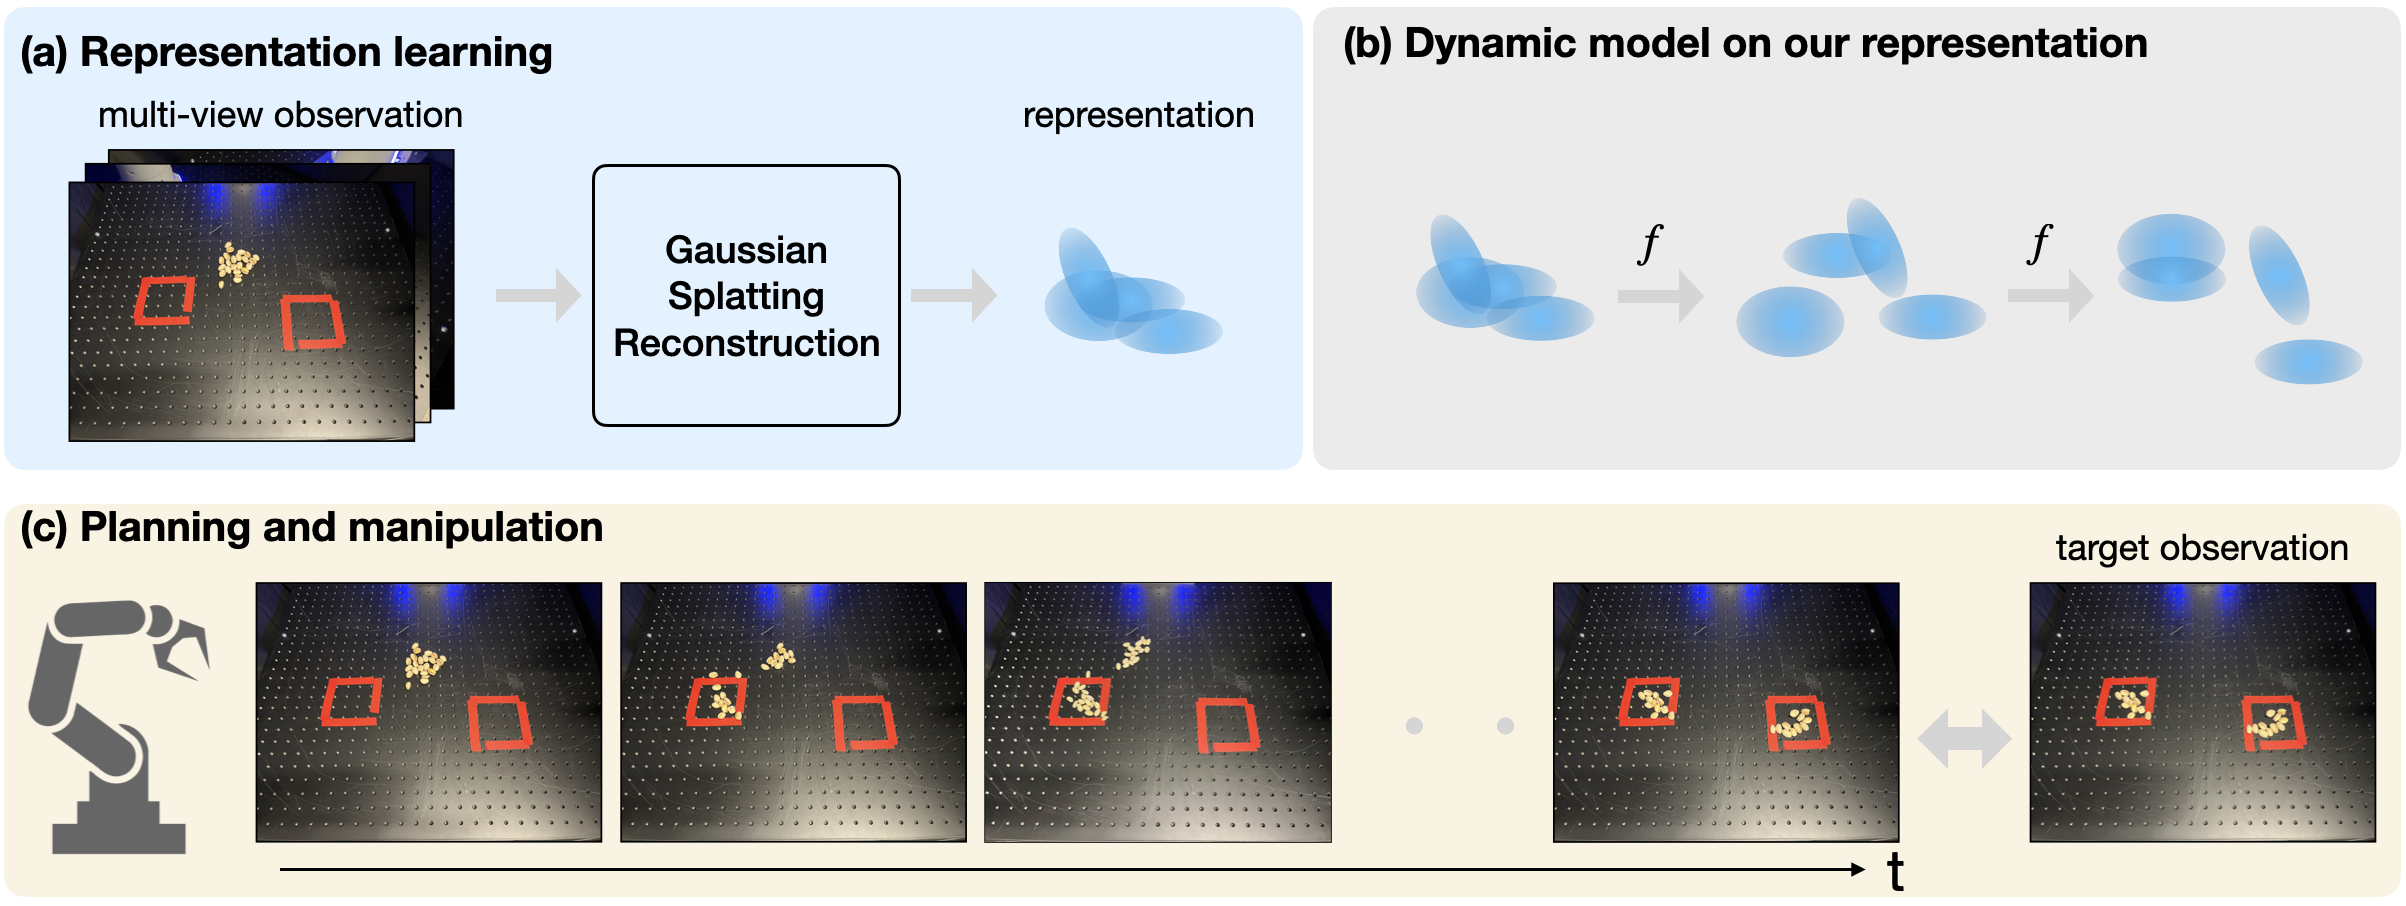 (a) Representation learning
multi-view observation
representation
Gaussian
Splatting
Reconstruction
(b) Dynamic model on our representation
f
f
(c) Planning and manipulation
target observation
t